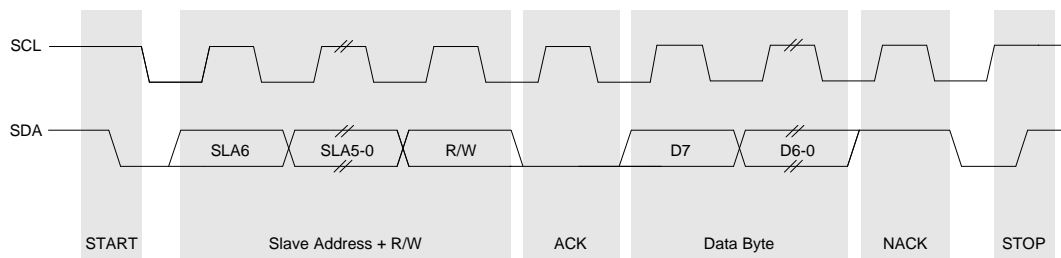 SCL
SDA
SLA6 SLA5-0 R/W D7 D6-0
START Slave Address + R/W ACK Data Byte NACK STOP